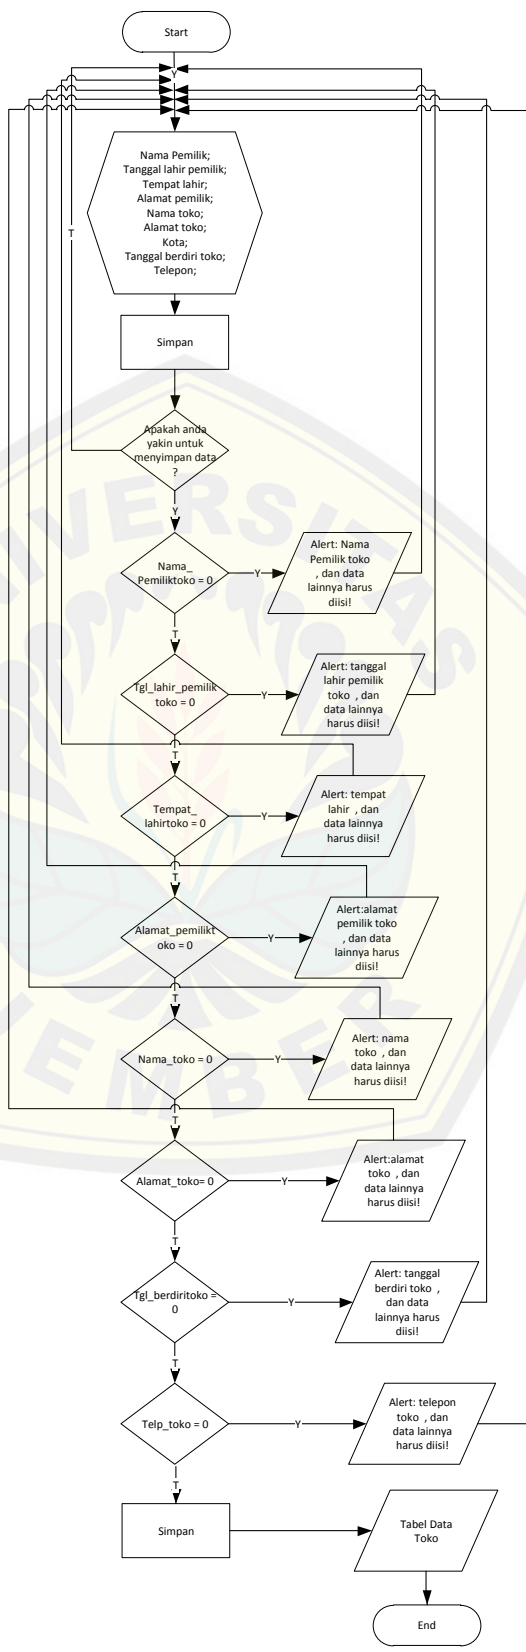 Start
Y
Nama Pemilik;
Tanggal lahir pemilik;
Tempat lahir;
Alamat pemilik;
Nama toko;
Alamat toko;
Kota;
Tanggal berdiri toko;
Telepon;
T
Simpan
Apakah anda
yakin untuk
menyimpan data
?
Y
Nama_
Pemiliktoko = 0
Y
Alert: Nama
Pemilik toko
, dan data
lainnya harus
diisi!
T
Tgl_lahir_pemilik
toko = 0
Y
Alert: tanggal
lahir pemilik
toko , dan
data lainnya
harus diisi!
T
Tempat_
lahirtoko = 0
Y
Alert: tempat
lahir , dan
data lainnya
harus diisi!
T
Alamat_pemilikt
oko = 0
Y
Alert:alamat
pemilik toko
, dan data
lainnya harus
diisi!
T
Nama_toko = 0
Y
Alert: nama
toko , dan
data lainnya
harus diisi!
T
Alamat_toko= 0
Y
Alert:alamat
toko , dan
data lainnya
harus diisi!
T
Tgl_berdiritoko =
0
Y
Alert: tanggal
berdiri toko ,
dan data
lainnya harus
diisi!
T
Telp_toko = 0
Y
Alert: telepon
toko , dan
data lainnya
harus diisi!
T
Simpan
Tabel Data
Toko
End
UNIVERSITAS
JEMBER